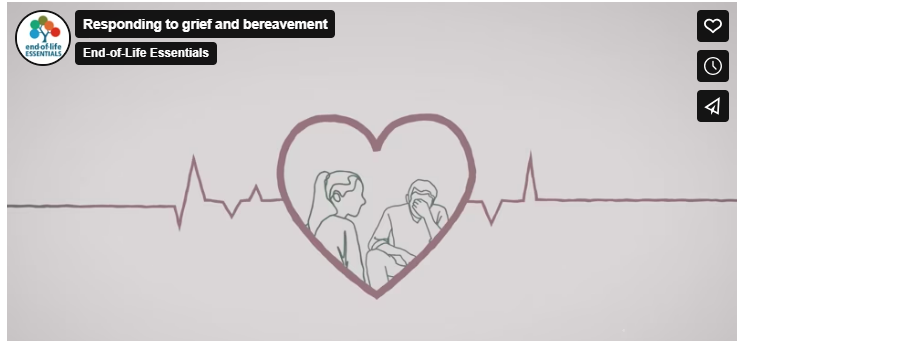 Responding to grief and bereavement
end-of-life
ESSENTIALS
End-of-Life Essentials